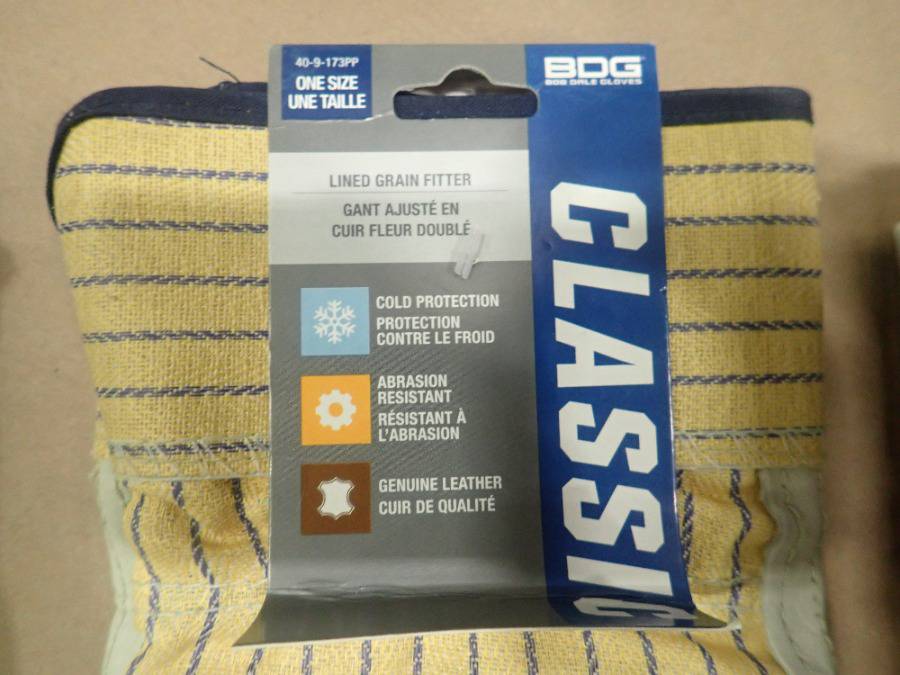 40-9-173PP
ONE SIZE
UNE TAILLE
BDG
BOB DALE GLOVES
LINED GRAIN FITTER
GANT AJUSTÉ EN
CUIR FLEUR DOUBLÉ
COLD PROTECTION
PROTECTION
CONTRE LE FROID
ABRASION
RESISTANT
RÉSISTANT À
L'ABRASION
GENUINE LEATHER
CUIR DE QUALITÉ
CLASSIC